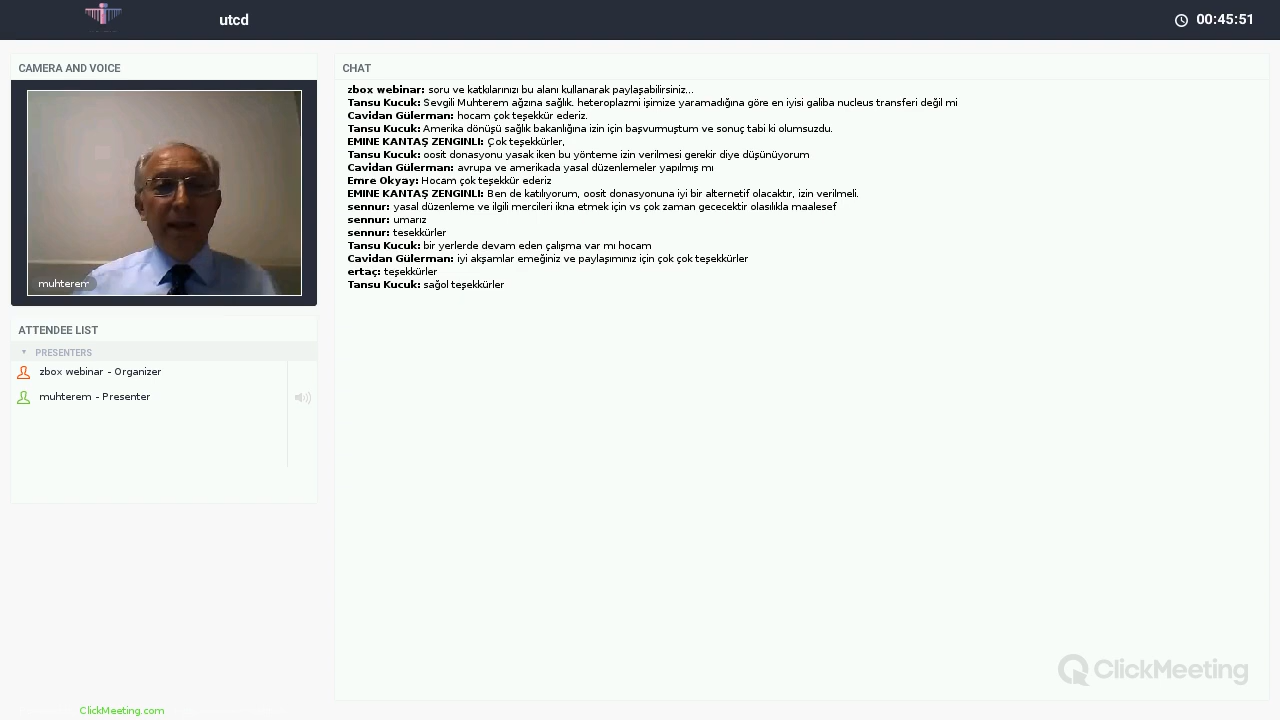 utcd
00:45:51
CAMERA AND VOICE
muhterem
ATTENDEE LIST
PRESENTERS
zbox webinar - Organizer
muhterem - Presenter
ClickMeeting.com
CHAT
zbox webinar: soru ve katkılarınızı bu alanı kullanarak paylaşabilirsiniz...
Tansu Kucuk: Sevgili Muhterem ağzına sağlık. heteroplazmi işimize yaramadığına göre en iyisi galiba nucleus transferi değil mi
Cavidan Gülerman: hocam çok teşekkür ederiz.
Tansu Kucuk: Amerika dönüşü sağlık bakanlığına izin için başvurmuştum ve sonuç tabi ki olumsuzdu.
EMINE KANTAŞ ZENGINLI: Çok teşekkürler,
Tansu Kucuk: oosit donasyonu yasak iken bu yönteme izin verilmesi gerekir diye düşünüyorum
Cavidan Gülerman: avrupa ve amerikada yasal düzenlemeler yapılmış mı
Emre Okyay: Hocam çok teşekkür ederiz
EMINE KANTAŞ ZENGINLI: Ben de katılıyorum, oosit donasyonuna iyi bir alternetif olacaktır, izin verilmeli.
sennur: yasal düzenleme ve ilgili mercileri ikna etmek için vs çok zaman gececektir olasılıkla maalesef
sennur: umarız
sennur: tesekkürler
Tansu Kucuk: bir yerlerde devam eden çalışma var mı hocam
Cavidan Gülerman: iyi akşamlar emeğiniz ve paylaşımınız için çok çok teşekkürler
ertaç: teşekkürler
Tansu Kucuk: sağol teşekkürler
ClickMeeting